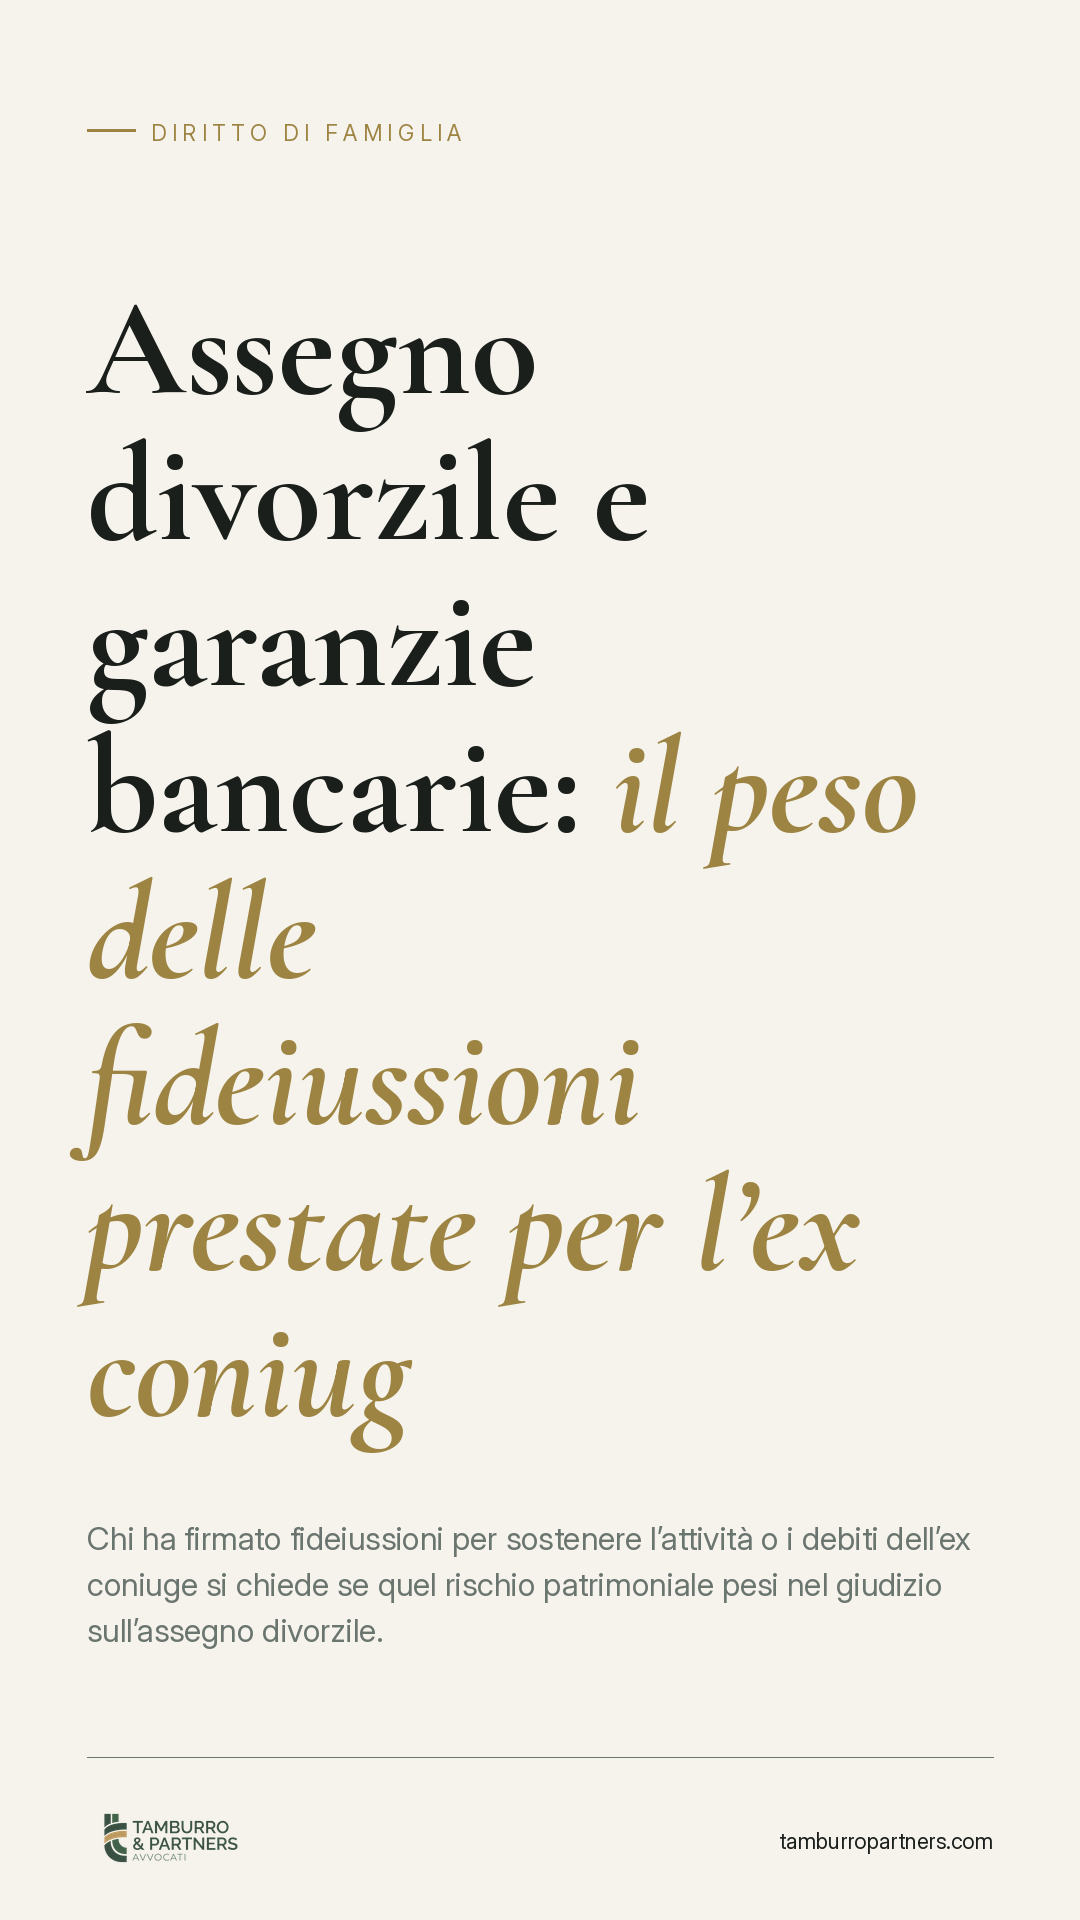 DIRITTO DI FAMIGLIA
Assegno
divorzile e
garanzie
bancarie: il peso
delle
fideiussioni
prestate per l’ex
coniug
Chi ha firmato fideiussioni per sostenere l’attività o i debiti dell’ex
coniuge si chiede se quel rischio patrimoniale pesi nel giudizio
sull’assegno divorzile.
TAMBURRO
& PARTNERS
AVVOCATI
tamburropartners.com